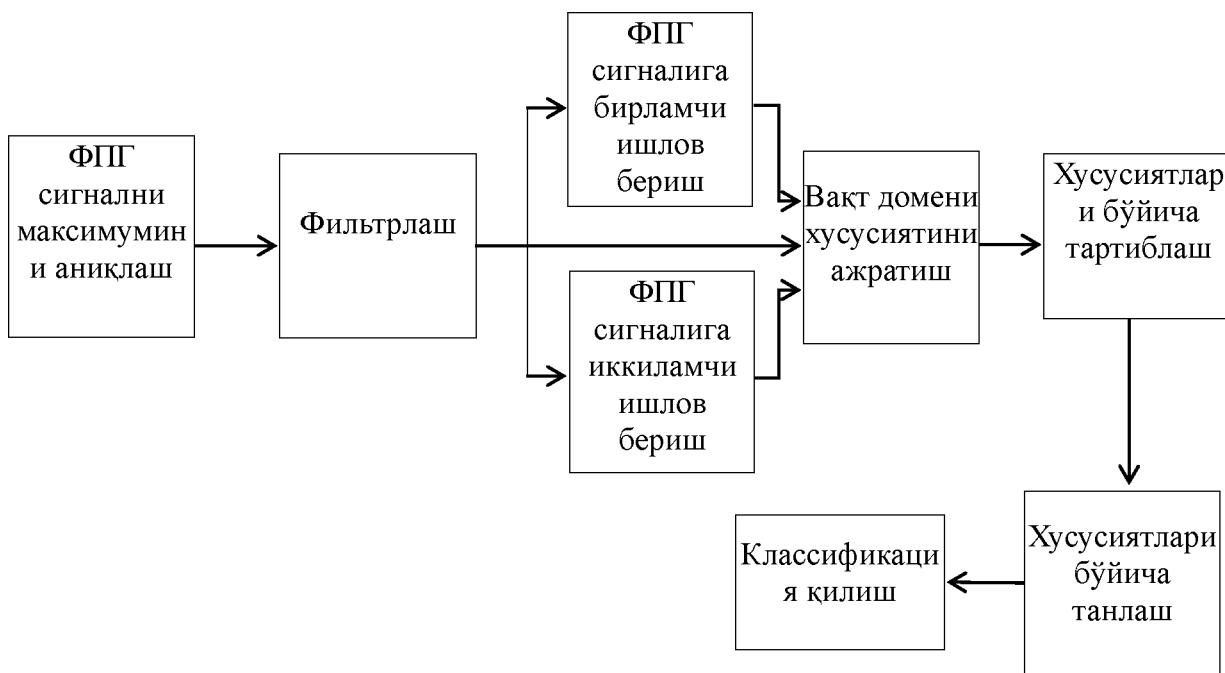 ФПГ
сигнални
максимумин
и аниқлаш
Фильтрлаш
ФПГ
сигналига
бирламчи
ишлов
бериш
ФПГ
сигналига
иккиламчи
ишлов
бериш
Вақт домени
хусусиятини
ажратиш
Хусусиятлар
и бўйича
тартиблаш
Хусусиятлари
бўйича
танлаш
Классификаци
я қилиш